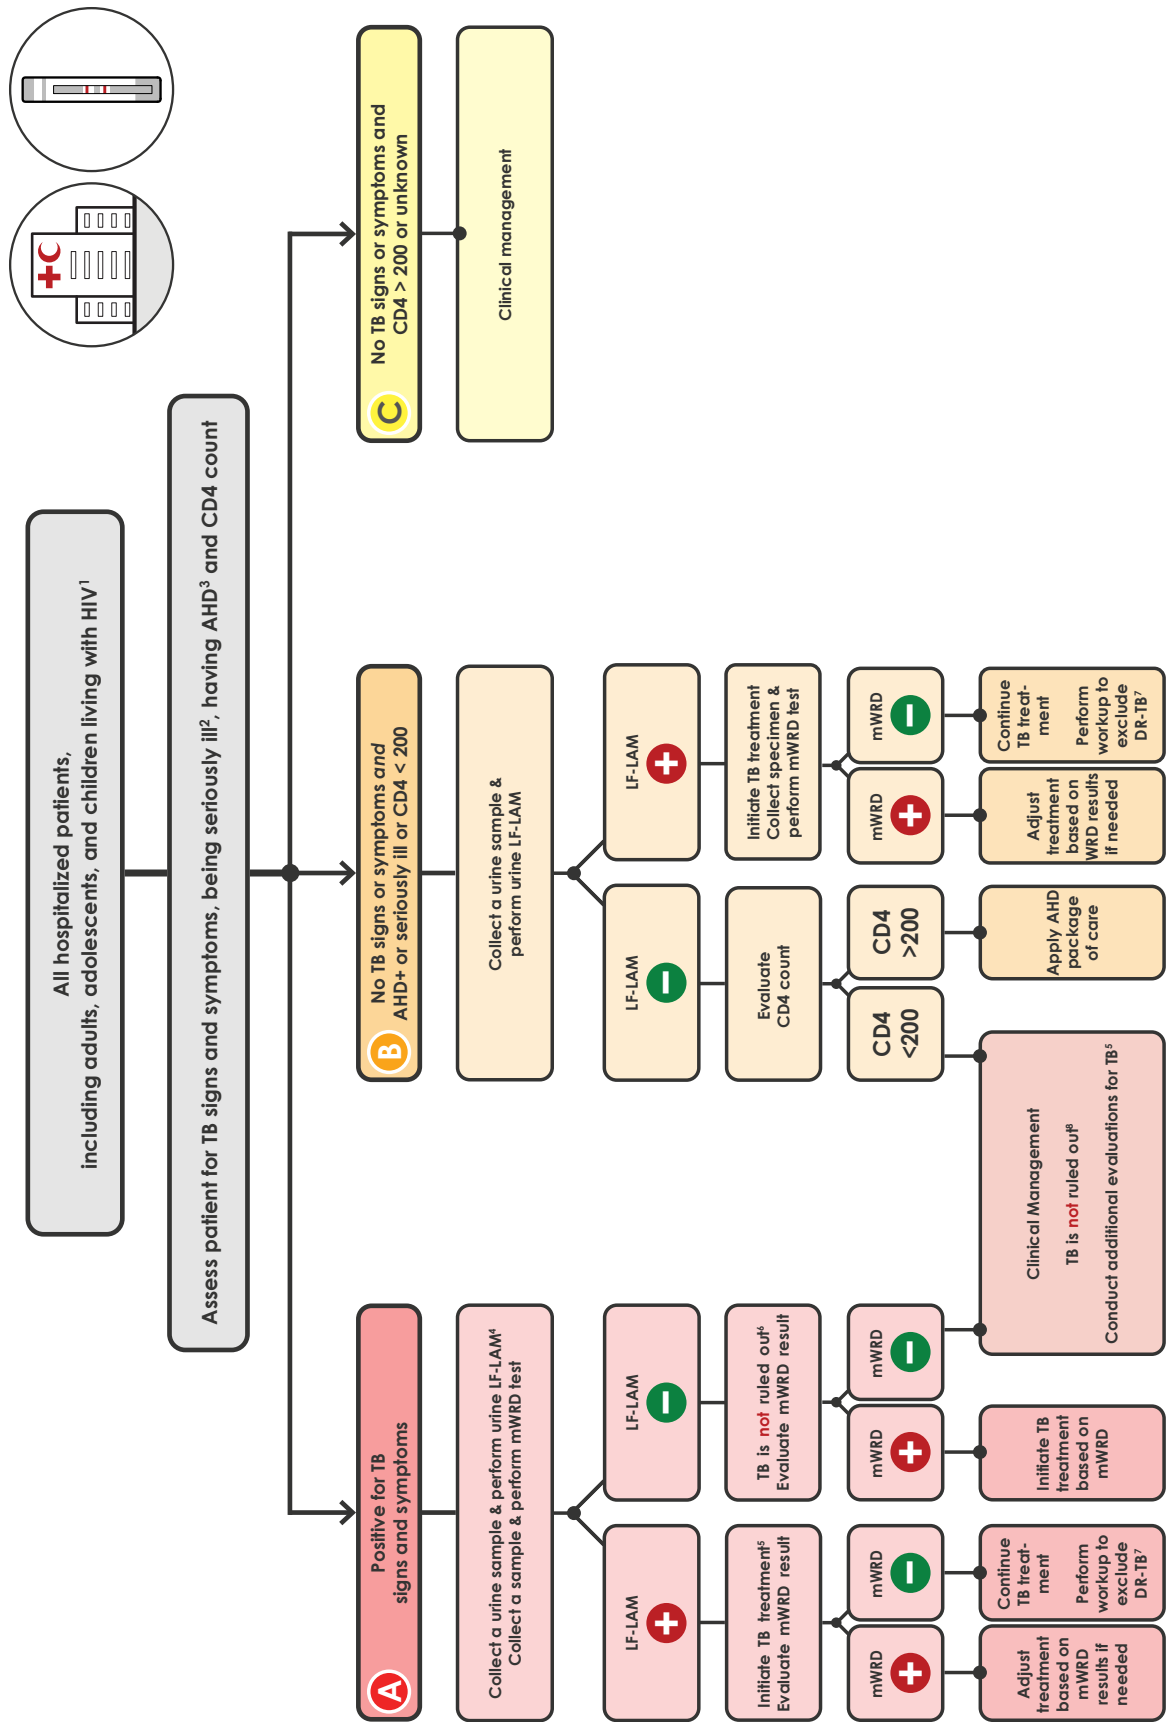 All hospitalized patients,
including adults, adolescents, and children living with HIV¹
Assess patient for TB signs and symptoms, being seriously ill², having AHD³ and CD4 count
A
Positive for TB
signs and symptoms
Collect a urine sample & perform urine LF-LAM⁴
Collect a sample & perform mWRD test
LF-LAM
+
Initiate TB treatment⁵
Evaluate mWRD result
mWRD
+
Adjust
treatment
based on
mWRD
results if
needed
mWRD
−
Continue
TB treat-
ment
Perform
workup to
exclude
DR-TB⁷
LF-LAM
−
TB is not ruled out⁶
Evaluate mWRD result
mWRD
+
Initiate TB
treatment
based on
mWRD
mWRD
−
Clinical Management
TB is not ruled out⁸
Conduct additional evaluations for TB⁵
B
No TB signs or symptoms and
AHD+ or seriously ill or CD4 < 200
Collect a urine sample &
perform urine LF-LAM
LF-LAM
−
Evaluate
CD4 count
CD4
<200
CD4
>200
Apply AHD
package
of care
LF-LAM
+
Initiate TB treatment
Collect specimen &
perform mWRD test
mWRD
+
Adjust
treatment
based on
WRD results
if needed
mWRD
−
Continue
TB treat-
ment
Perform
workup to
exclude
DR-TB⁷
C
No TB signs or symptoms and
CD4 > 200 or unknown
Clinical management